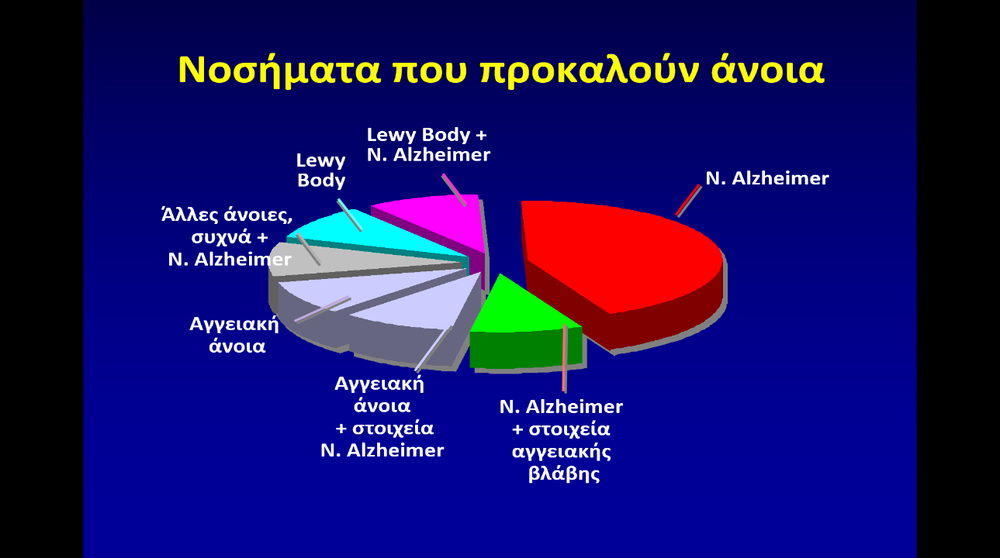 Νοσήματα που προκαλούν άνοια
Lewy Body +
N. Alzheimer
Lewy
Body
N. Alzheimer
Άλλες άνοιες,
συχνά +
N. Alzheimer
Αγγειακή
άνοια
Αγγειακή
άνοια
+ στοιχεία
N. Alzheimer
N. Alzheimer
+ στοιχεία
αγγειακής
βλάβης